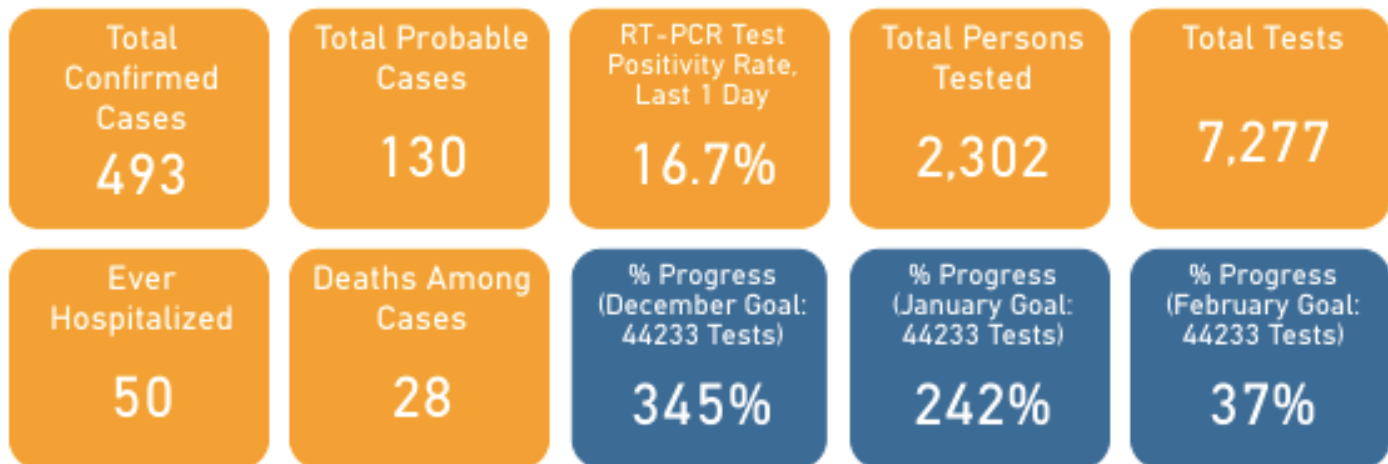 Total
Confirmed
Cases
493
Total Probable
Cases
130
RT-PCR Test
Positivity Rate,
Last 1 Day
16.7%
Total Persons
Tested
2,302
Total Tests
7,277
Ever
Hospitalized
50
Deaths Among
Cases
28
% Progress
(December Goal:
44233 Tests)
345%
% Progress
(January Goal:
44233 Tests)
242%
% Progress
(February Goal:
44233 Tests)
37%